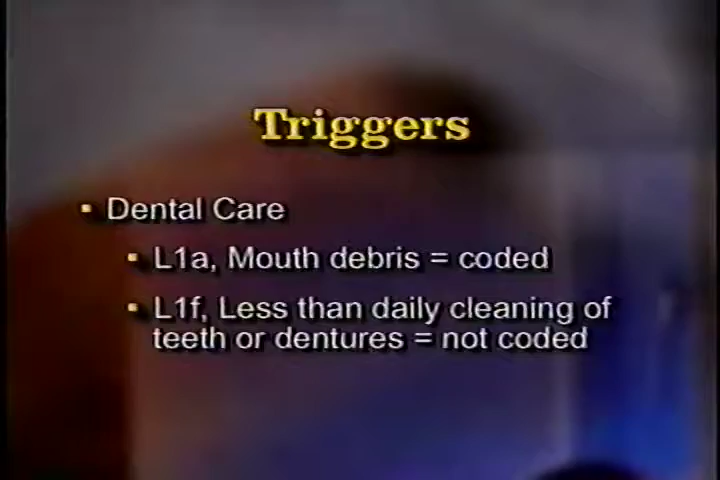 Triggers
▪ Dental Care
▪ L1a, Mouth debris = coded
▪ L1f, Less than daily cleaning of
teeth or dentures = not coded